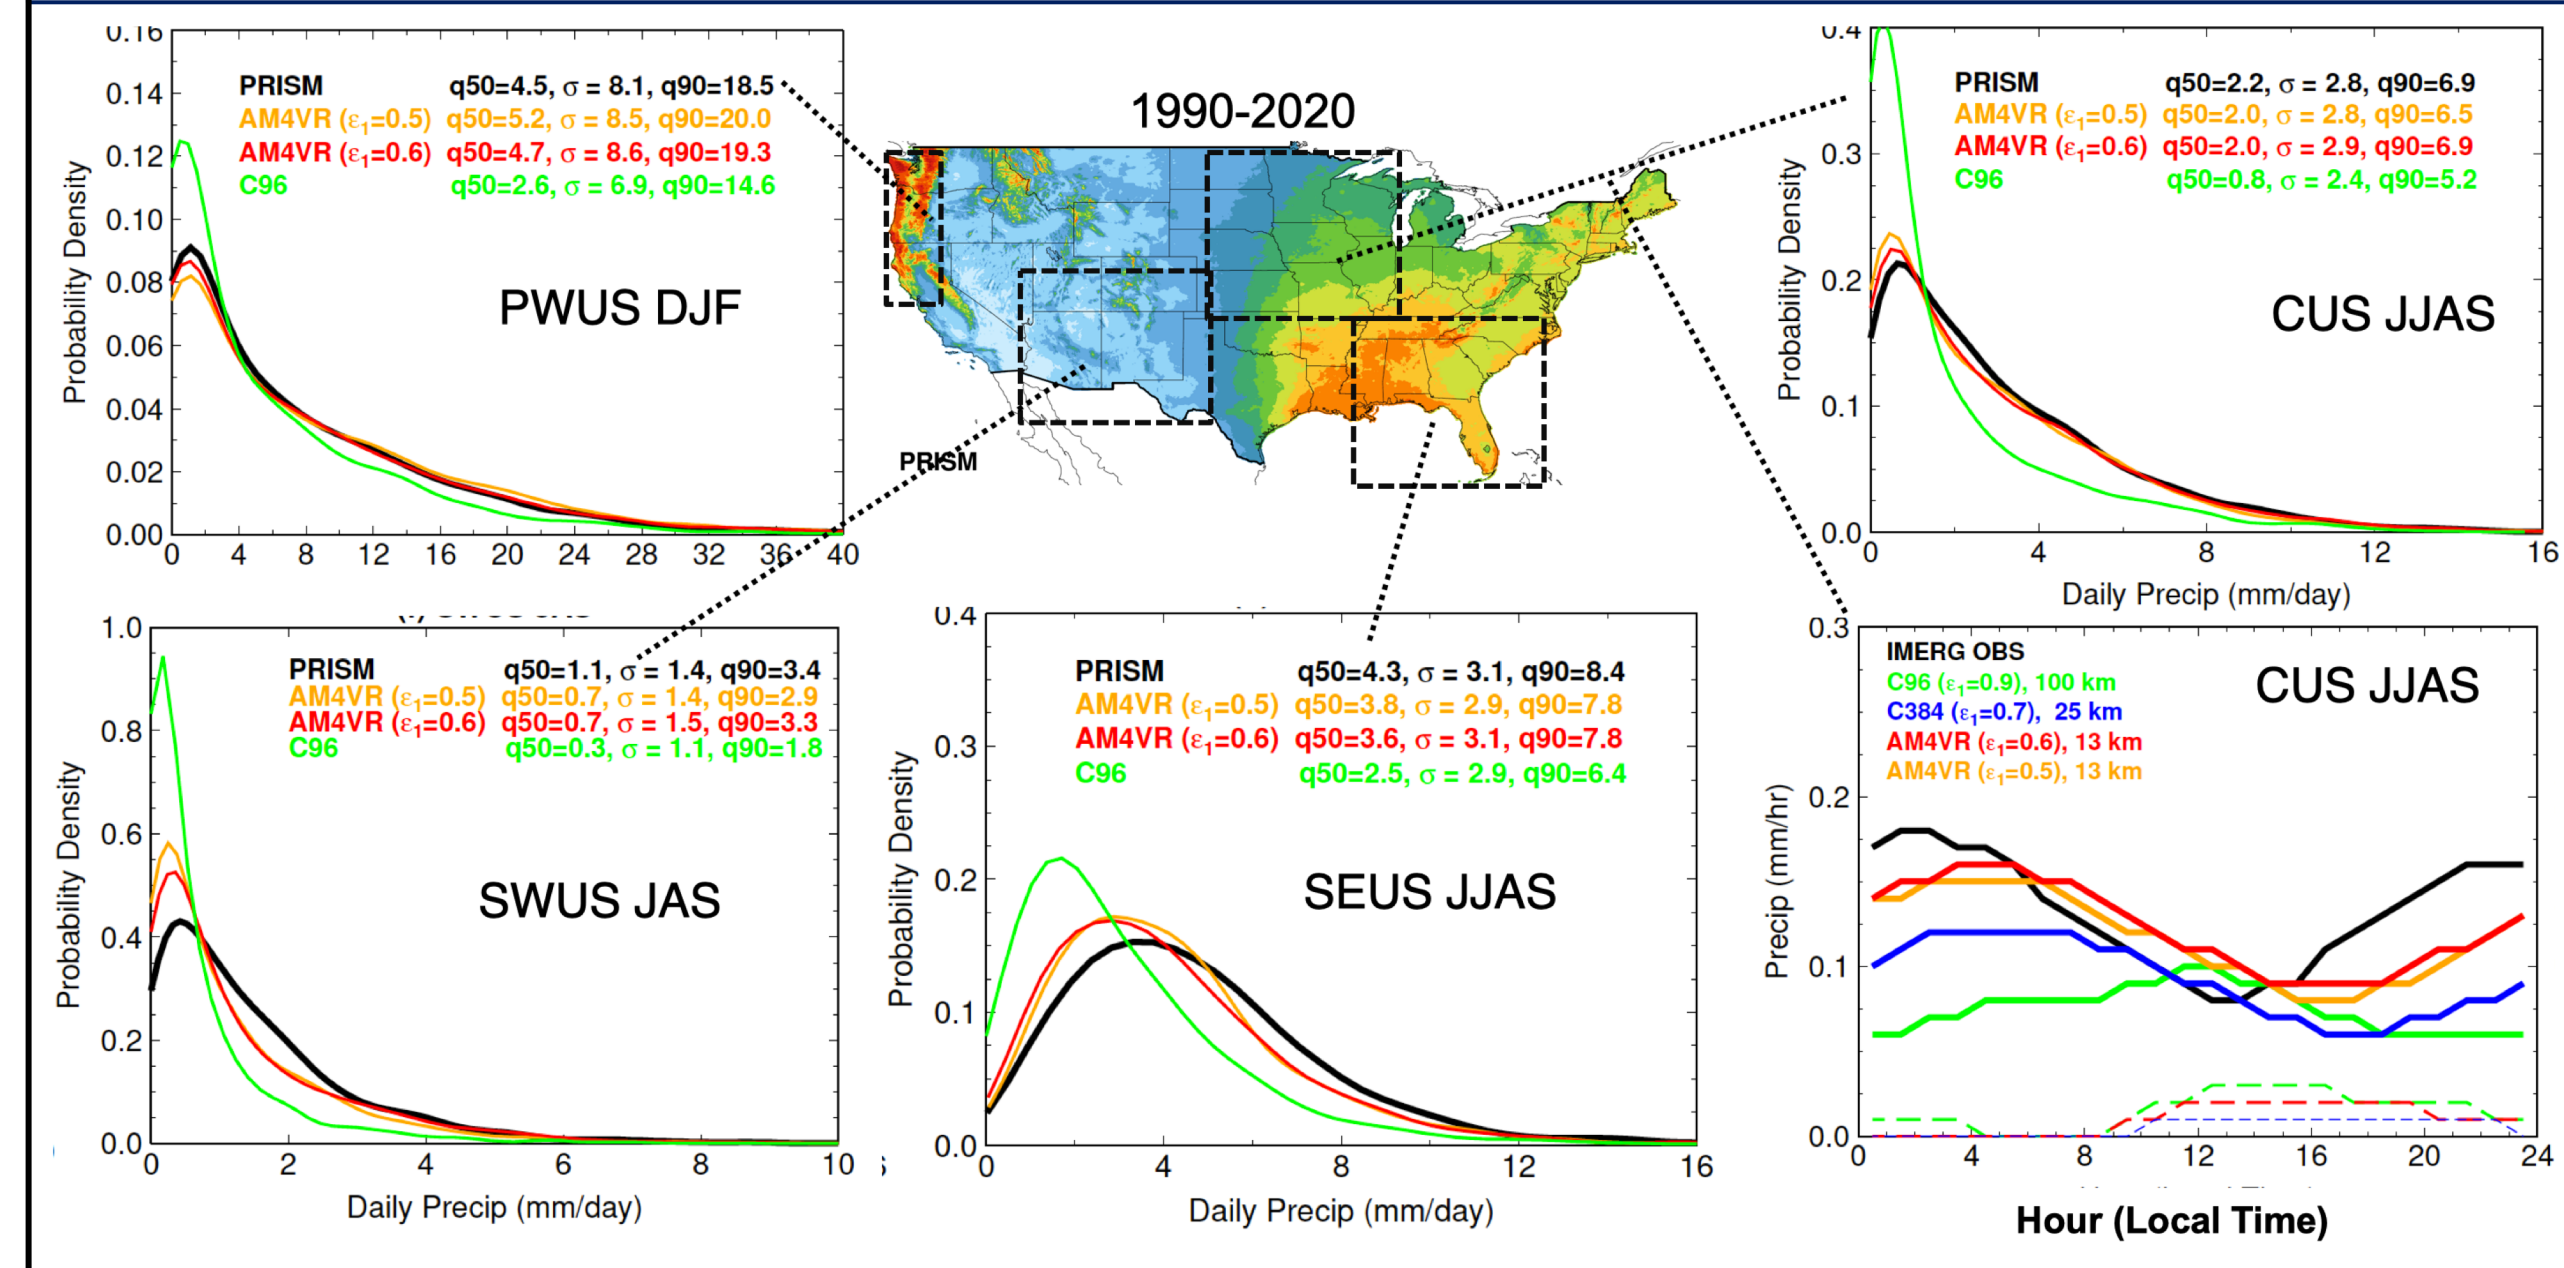 0.16
0.14
0.12
0.10
0.08
0.06
0.04
0.02
0.00
Probability Density
PRISM q50=4.5, σ = 8.1, q90=18.5
AM4VR (ε₁=0.5) q50=5.2, σ = 8.5, q90=20.0
AM4VR (ε₁=0.6) q50=4.7, σ = 8.6, q90=19.3
C96 q50=2.6, σ = 6.9, q90=14.6
PWUS DJF
0 4 8 12 16 20 24 28 32 36 40
1990-2020
PRISM
0.4
0.3
0.2
0.1
0.0
Probability Density
PRISM q50=2.2, σ = 2.8, q90=6.9
AM4VR (ε₁=0.5) q50=2.0, σ = 2.8, q90=6.5
AM4VR (ε₁=0.6) q50=2.0, σ = 2.9, q90=6.9
C96 q50=0.8, σ = 2.4, q90=5.2
CUS JJAS
0 4 8 12 16
Daily Precip (mm/day)
1.0
0.8
0.6
0.4
0.2
0.0
Probability Density
PRISM q50=1.1, σ = 1.4, q90=3.4
AM4VR (ε₁=0.5) q50=0.7, σ = 1.4, q90=2.9
AM4VR (ε₁=0.6) q50=0.7, σ = 1.5, q90=3.3
C96 q50=0.3, σ = 1.1, q90=1.8
SWUS JAS
0 2 4 6 8 10
Daily Precip (mm/day)
0.4
0.3
0.2
0.1
0.0
Probability Density
PRISM q50=4.3, σ = 3.1, q90=8.4
AM4VR (ε₁=0.5) q50=3.8, σ = 2.9, q90=7.8
AM4VR (ε₁=0.6) q50=3.6, σ = 3.1, q90=7.8
C96 q50=2.5, σ = 2.9, q90=6.4
SEUS JJAS
0 4 8 12 16
Daily Precip (mm/day)
0.3
0.2
0.1
0.0
Precip (mm/hr)
IMERG OBS
C96 (ε₁=0.9), 100 km
C384 (ε₁=0.7), 25 km
AM4VR (ε₁=0.6), 13 km
AM4VR (ε₁=0.5), 13 km
CUS JJAS
0 4 8 12 16 20 24
Hour (Local Time)